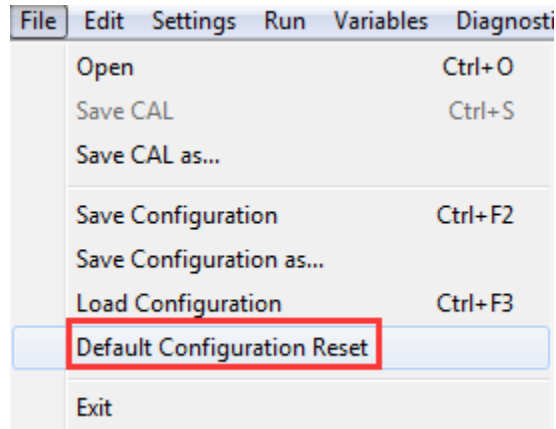 File Edit Settings Run Variables Diagnosti
Open Ctrl+O
Save CAL Ctrl+S
Save CAL as...
Save Configuration Ctrl+F2
Save Configuration as...
Load Configuration Ctrl+F3
Default Configuration Reset
Exit